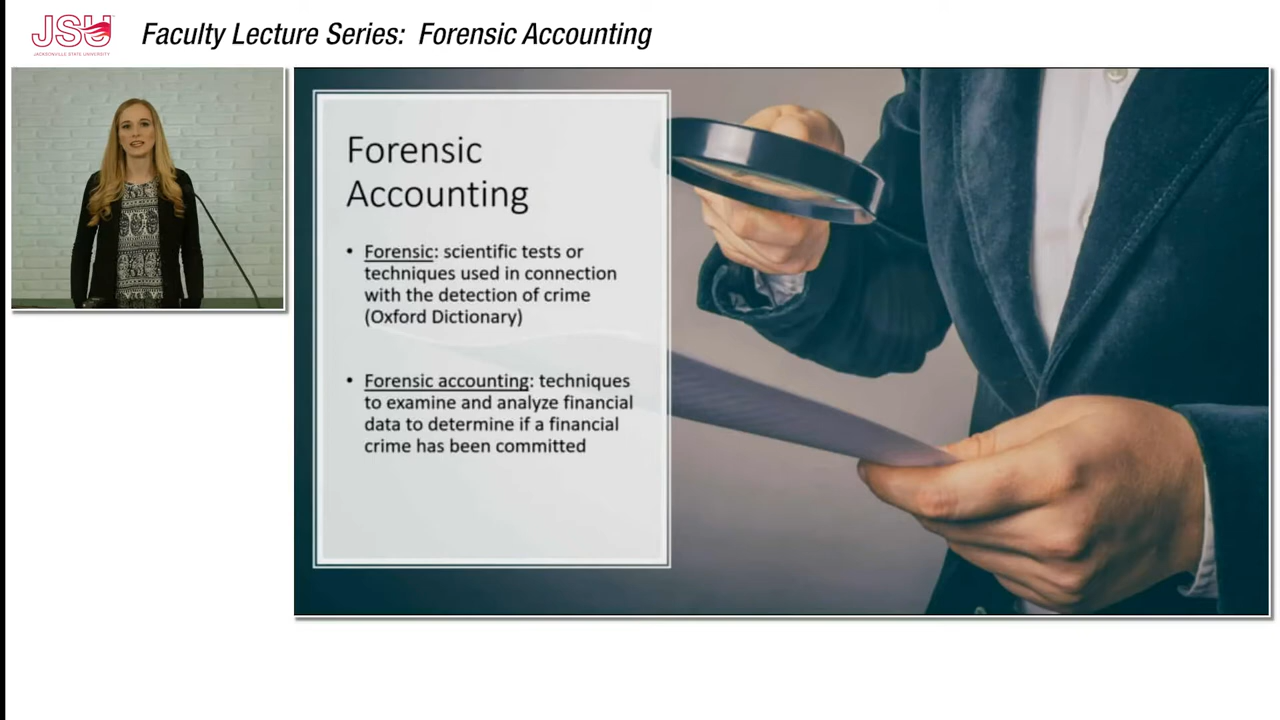 JSU
JACKSONVILLE STATE UNIVERSITY
Faculty Lecture Series: Forensic Accounting
Forensic
Accounting
• Forensic: scientific tests or
techniques used in connection
with the detection of crime
(Oxford Dictionary)
• Forensic accounting: techniques
to examine and analyze financial
data to determine if a financial
crime has been committed